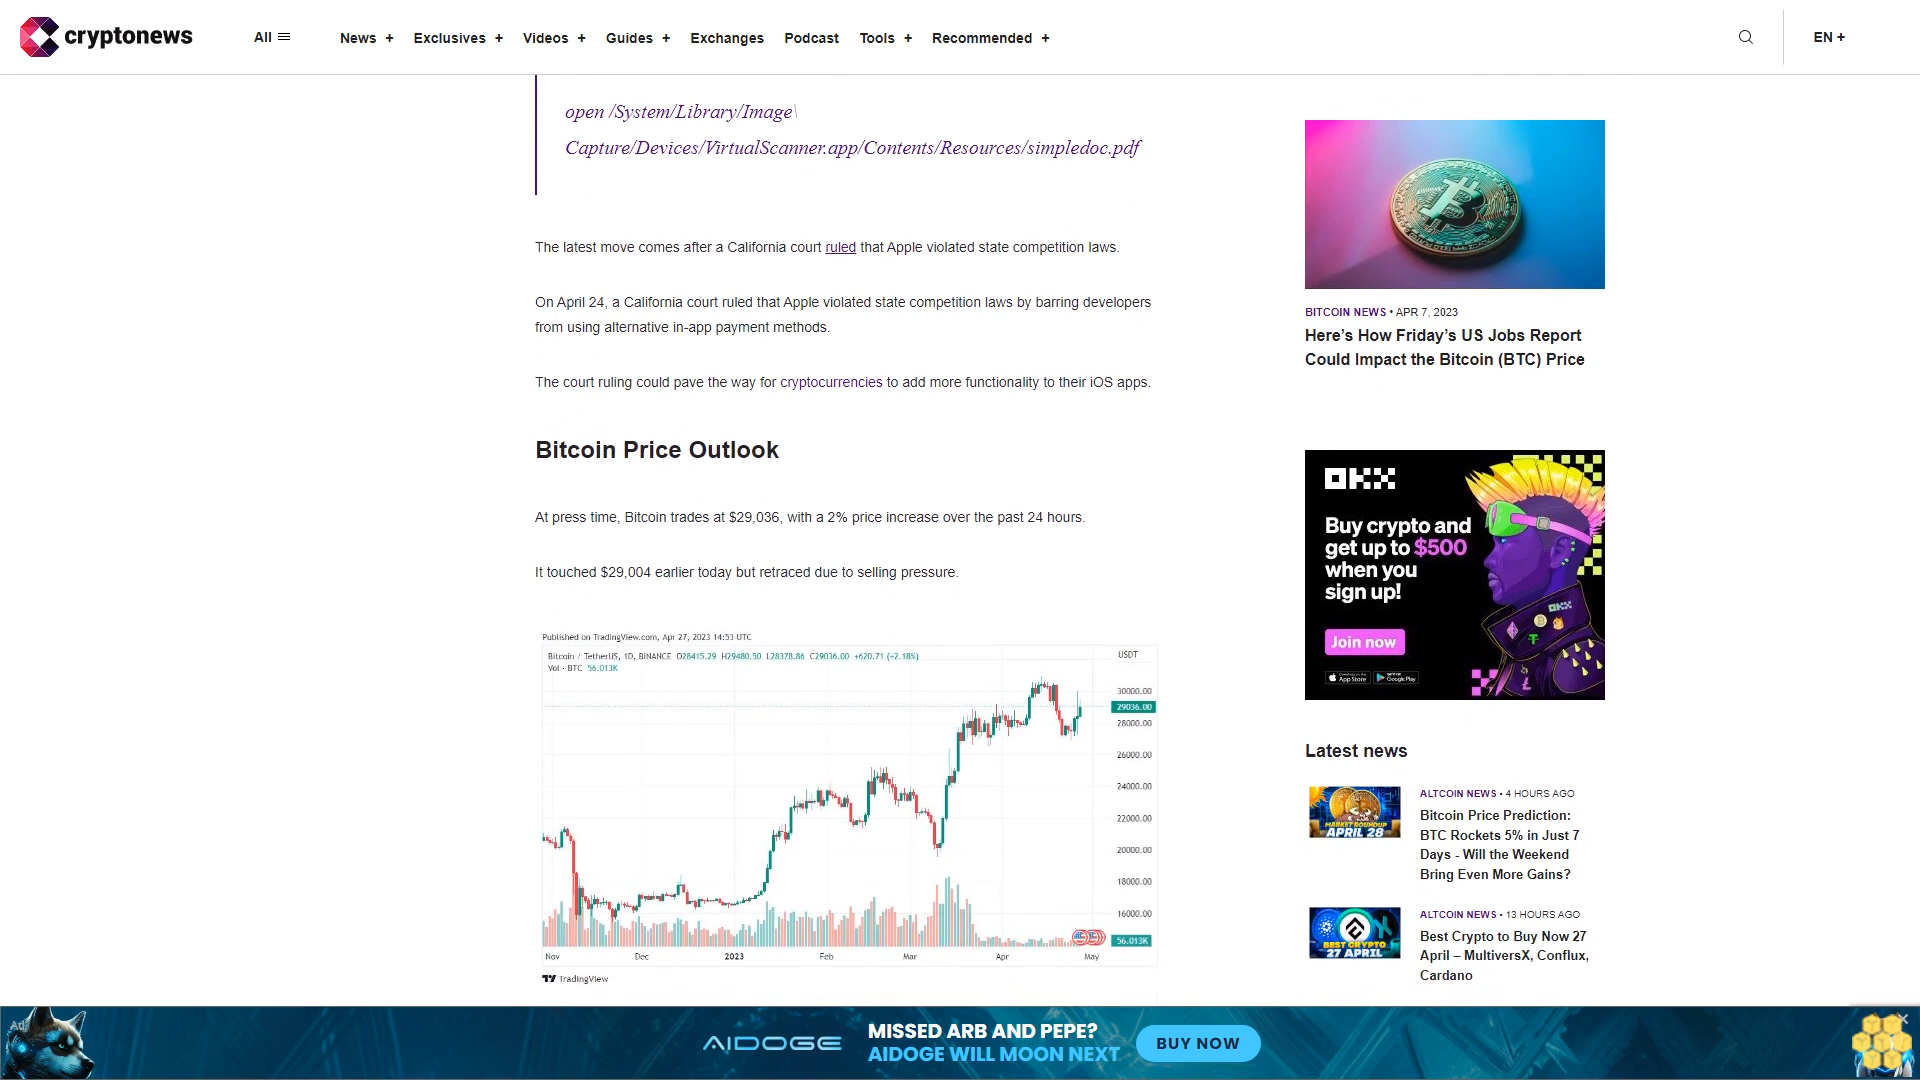 cryptonews
All
News +
Exclusives +
Videos +
Guides +
Exchanges
Podcast
Tools +
Recommended +
EN +
open /System/Library/Image\
Capture/Devices/VirtualScanner.app/Contents/Resources/simpledoc.pdf
The latest move comes after a California court ruled that Apple violated state competition laws.
On April 24, a California court ruled that Apple violated state competition laws by barring developers
from using alternative in-app payment methods.
The court ruling could pave the way for cryptocurrencies to add more functionality to their iOS apps.
Bitcoin Price Outlook
At press time, Bitcoin trades at $29,036, with a 2% price increase over the past 24 hours.
It touched $29,004 earlier today but retraced due to selling pressure.
Published on TradingView.com, Apr 27, 2023 14:53 UTC
Bitcoin / TetherUS, 1D, BINANCE O28415.29 H29480.50 L28378.86 C29036.00 +620.71 (+2.18%)
Vol · BTC 56.013K
USDT
30000.00
29036.00
28000.00
26000.00
24000.00
22000.00
20000.00
18000.00
16000.00
56.013K
Nov
Dec
2023
Feb
Mar
Apr
May
TradingView
BITCOIN NEWS • APR 7, 2023
Here's How Friday's US Jobs Report
Could Impact the Bitcoin (BTC) Price
OKX
Buy crypto and
get up to $500
when you
sign up!
Join now
Download on the
App Store
GET IT ON
Google Play
OKX
Latest news
MARKET ROUNDUP
APRIL 28
ALTCOIN NEWS • 4 HOURS AGO
Bitcoin Price Prediction:
BTC Rockets 5% in Just 7
Days - Will the Weekend
Bring Even More Gains?
BEST CRYPTO
27 APRIL
ALTCOIN NEWS • 13 HOURS AGO
Best Crypto to Buy Now 27
April – MultiversX, Conflux,
Cardano
Ad
AIDOGE
MISSED ARB AND PEPE?
AIDOGE WILL MOON NEXT
BUY NOW